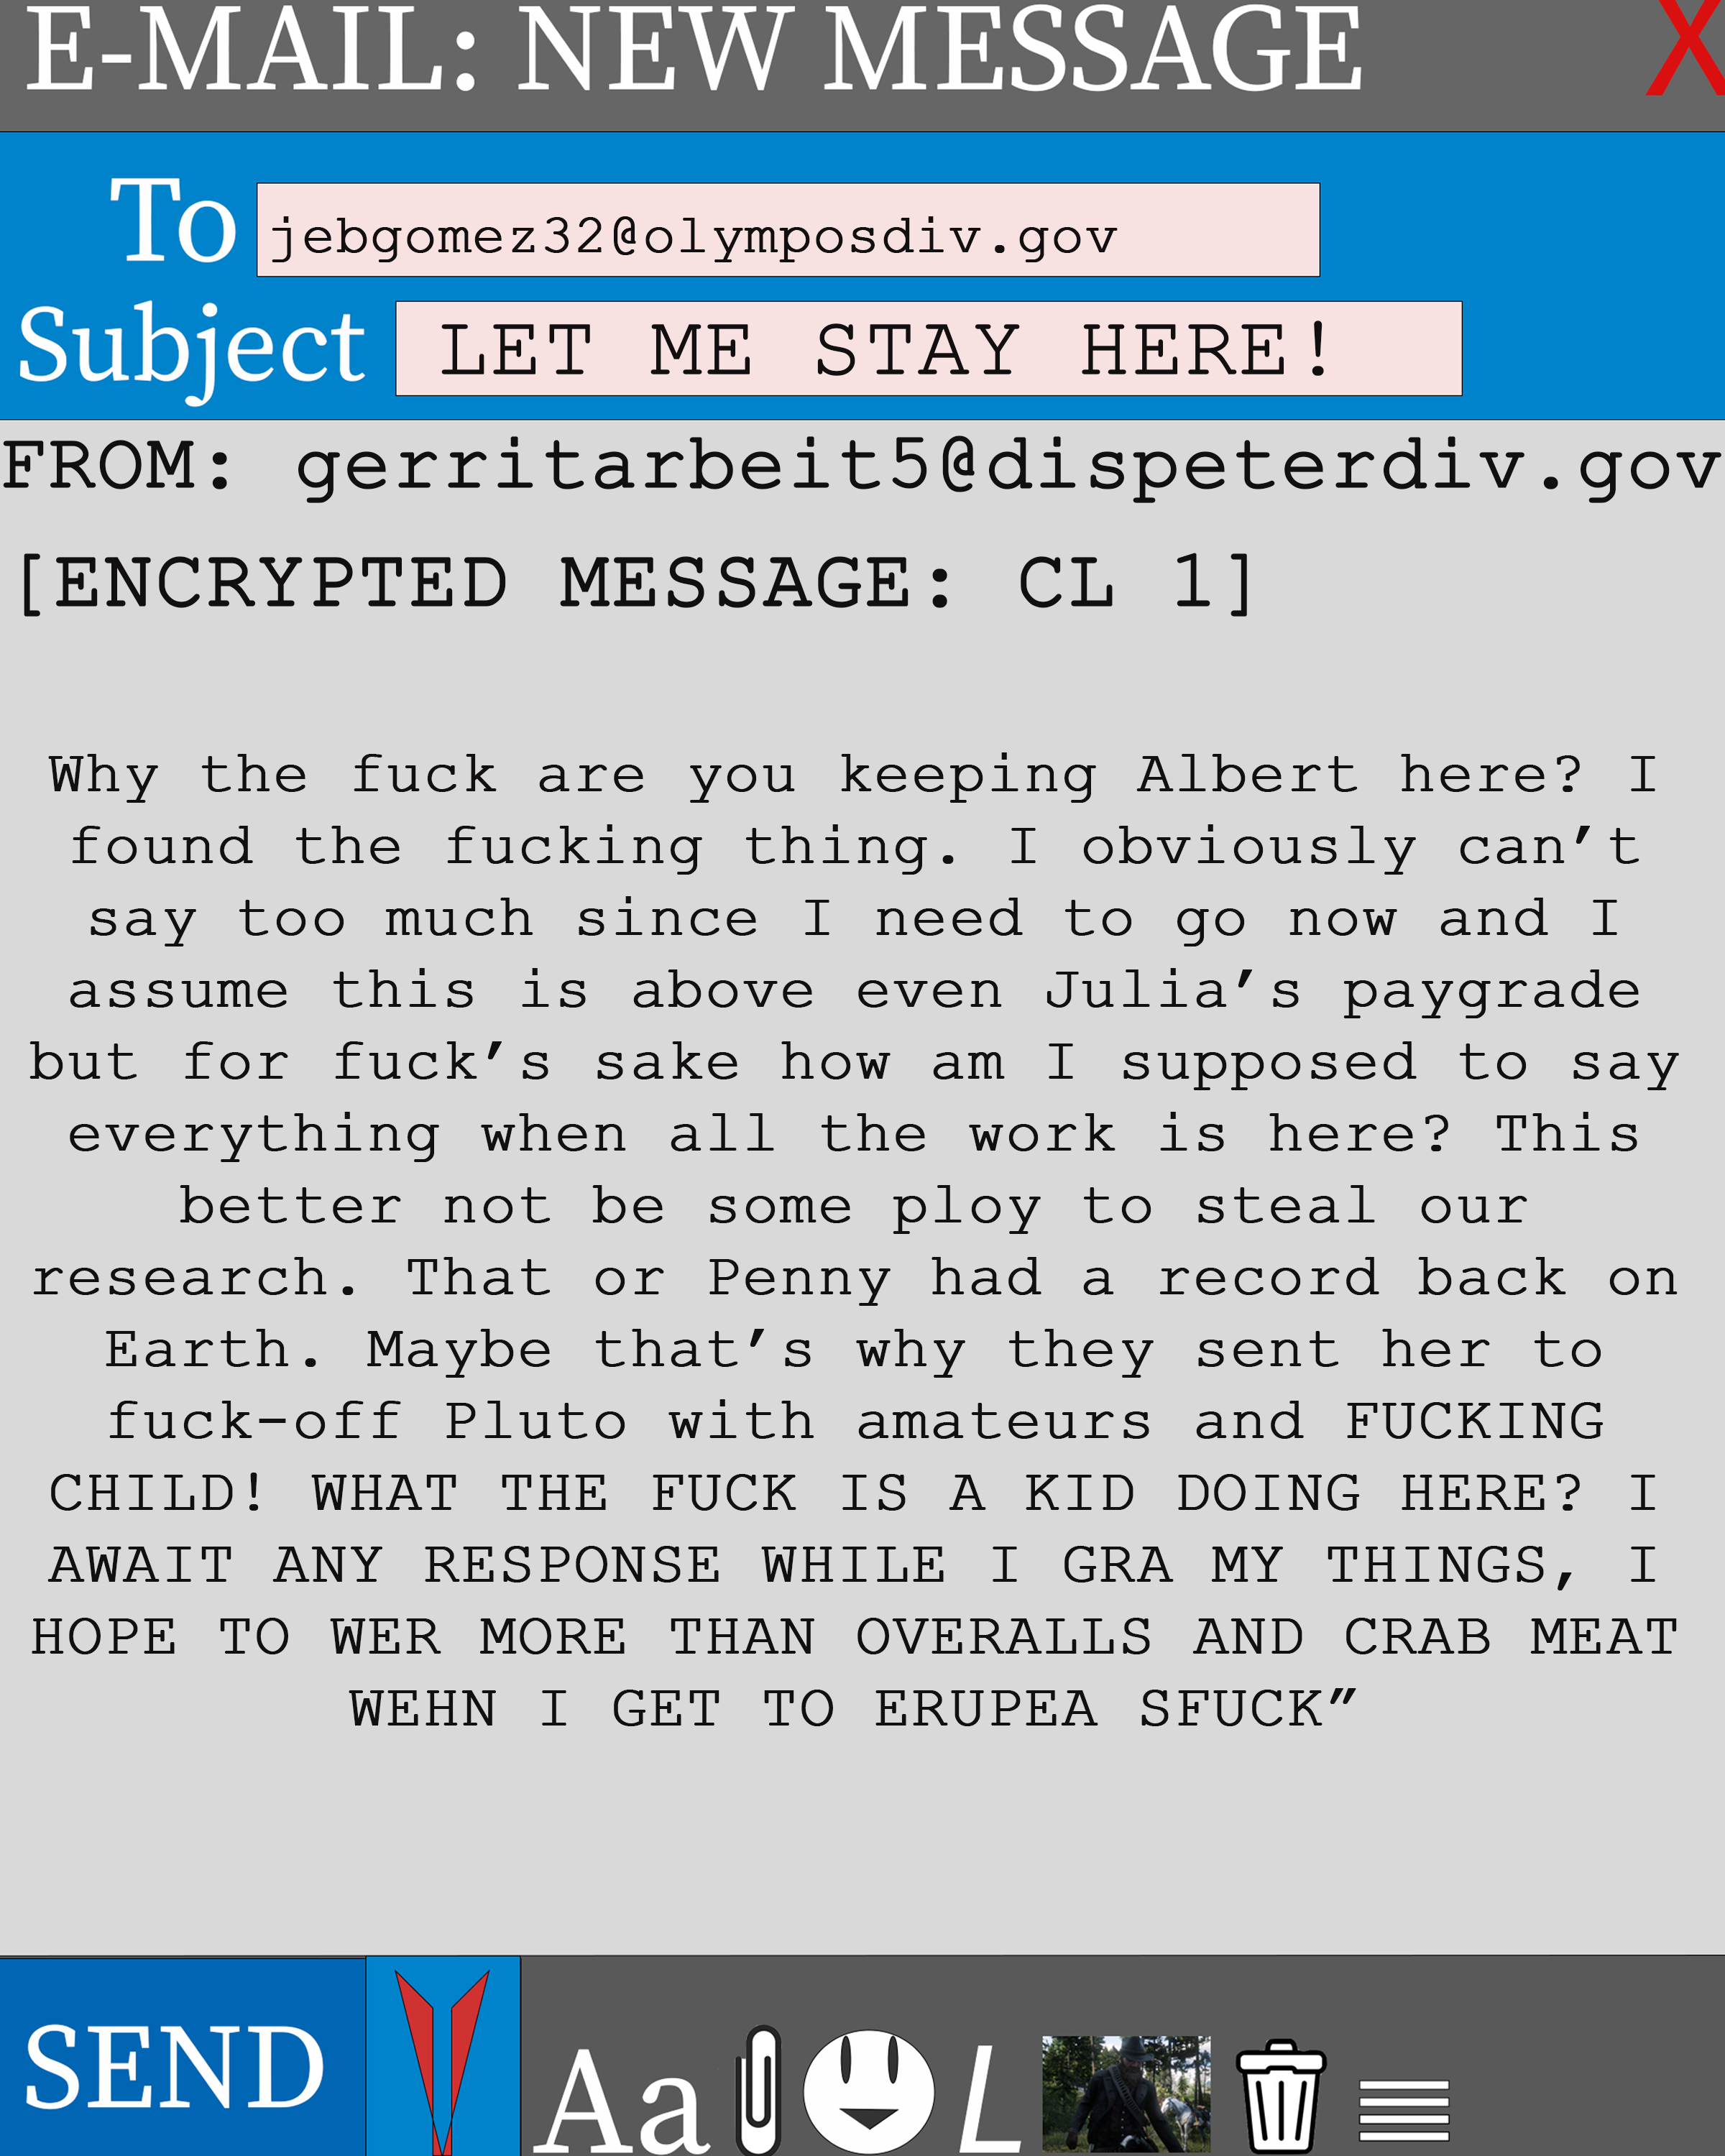 E-MAIL: NEW MESSAGE X
To jebgomez32@olymposdiv.gov
Subject LET ME STAY HERE!
FROM: gerritarbeit5@dispeterdiv.gov
[ENCRYPTED MESSAGE: CL 1]
Why the fuck are you keeping Albert here? I
found the fucking thing. I obviously can’t
say too much since I need to go now and I
assume this is above even Julia’s paygrade
but for fuck’s sake how am I supposed to say
everything when all the work is here? This
better not be some ploy to steal our
research. That or Penny had a record back on
Earth. Maybe that’s why they sent her to
fuck-off Pluto with amateurs and FUCKING
CHILD! WHAT THE FUCK IS A KID DOING HERE? I
AWAIT ANY RESPONSE WHILE I GRA MY THINGS, I
HOPE TO WER MORE THAN OVERALLS AND CRAB MEAT
WEHN I GET TO ERUPEA SFUCK”
SEND Aa L